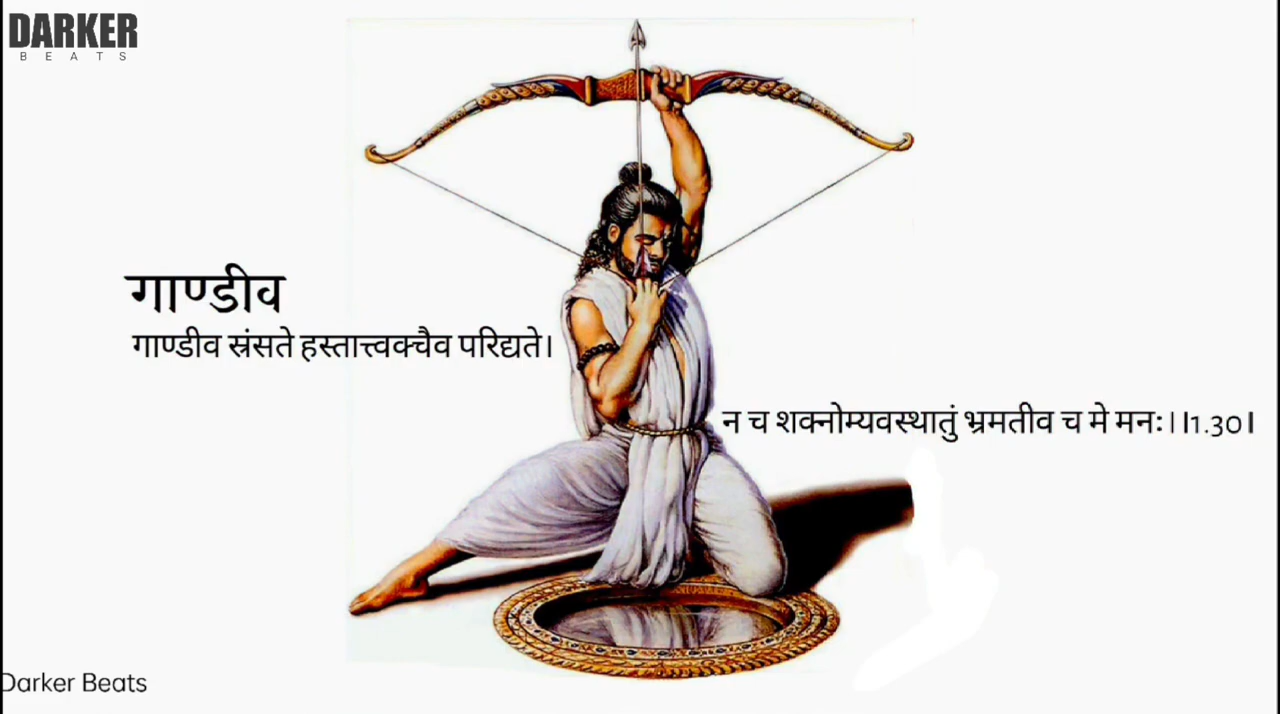 DARKER
BEATS
गाण्डीव
गाण्डीव स्रंसते हस्तात्त्वक्चैव परिद्यते।
न च शक्नोम्यवस्थातुं भ्रमतीव च मे मनः।।1.30।
Darker Beats